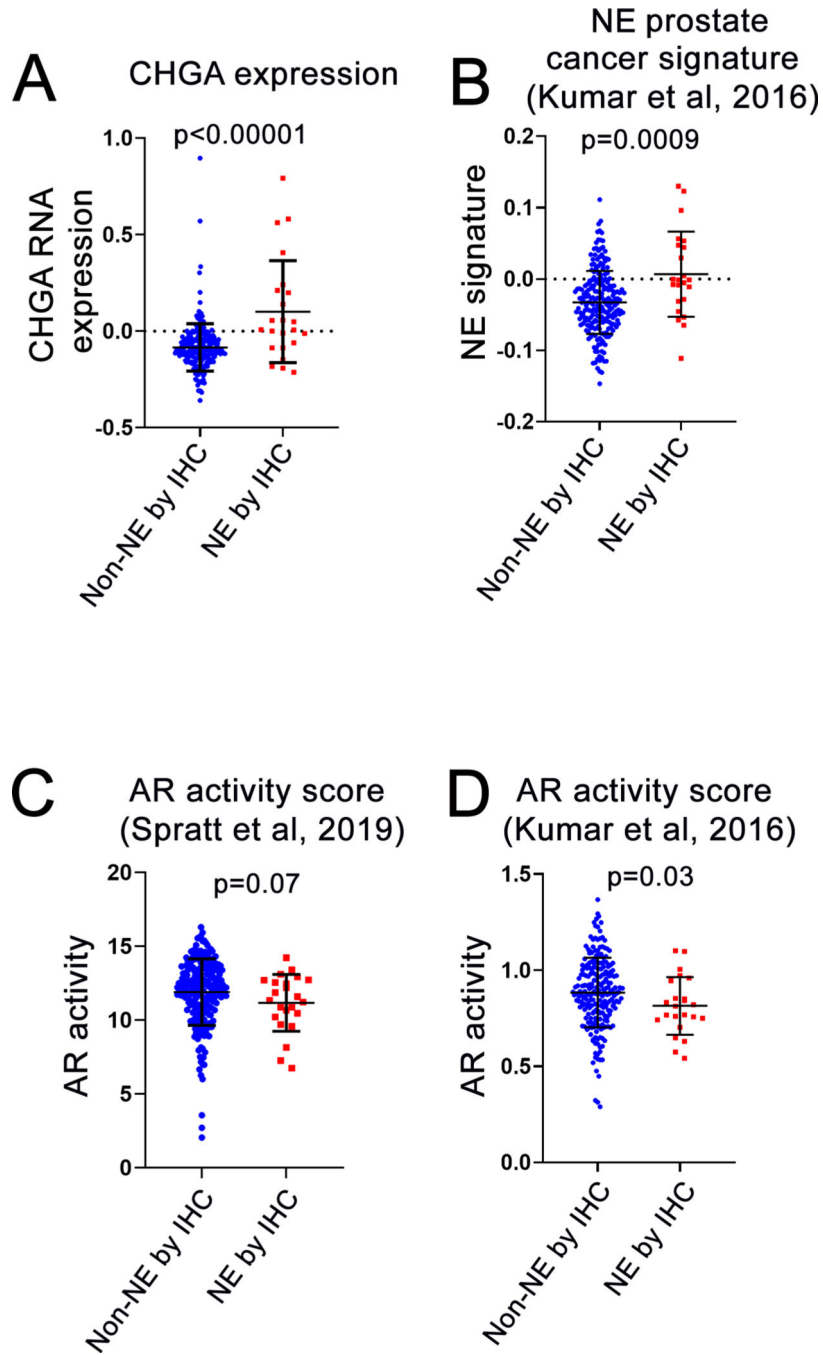 A
CHGA expression
p<0.00001
CHGA RNA
expression
1.0
0.5
0.0
-0.5
Non-NE by IHC
NE by IHC
B
NE prostate
cancer signature
(Kumar et al, 2016)
p=0.0009
NE signature
0.2
0.1
0.0
-0.1
-0.2
Non-NE by IHC
NE by IHC
C
AR activity score
(Spratt et al, 2019)
p=0.07
AR activity
20
15
10
5
0
Non-NE by IHC
NE by IHC
D
AR activity score
(Kumar et al, 2016)
p=0.03
AR activity
1.5
1.0
0.5
0.0
Non-NE by IHC
NE by IHC